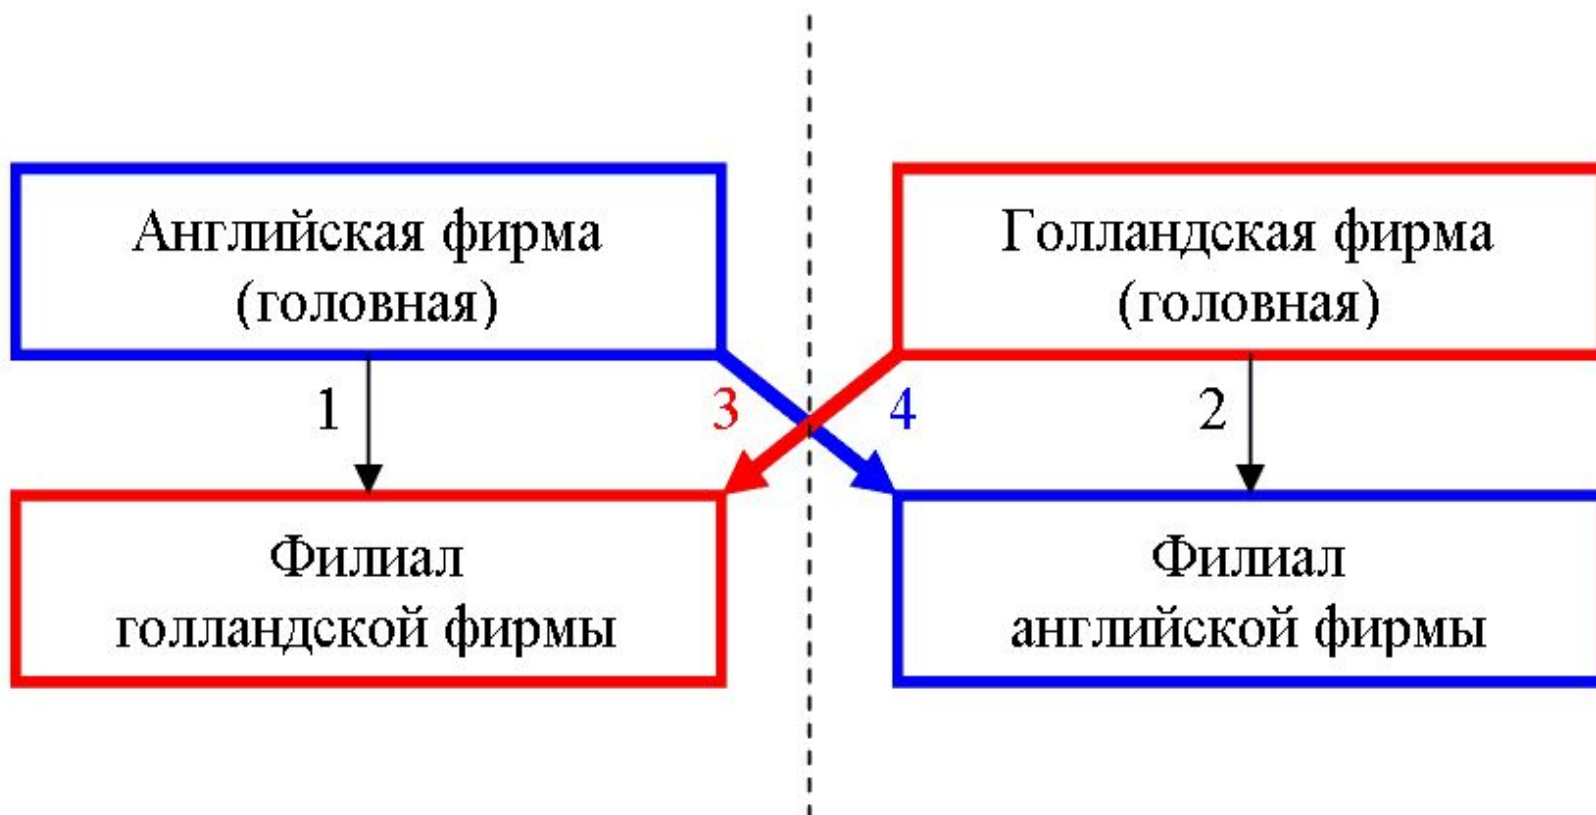 Английская фирма
(головная)
Голландская фирма
(головная)
1
3
4
2
Филиал
голландской фирмы
Филиал
английской фирмы